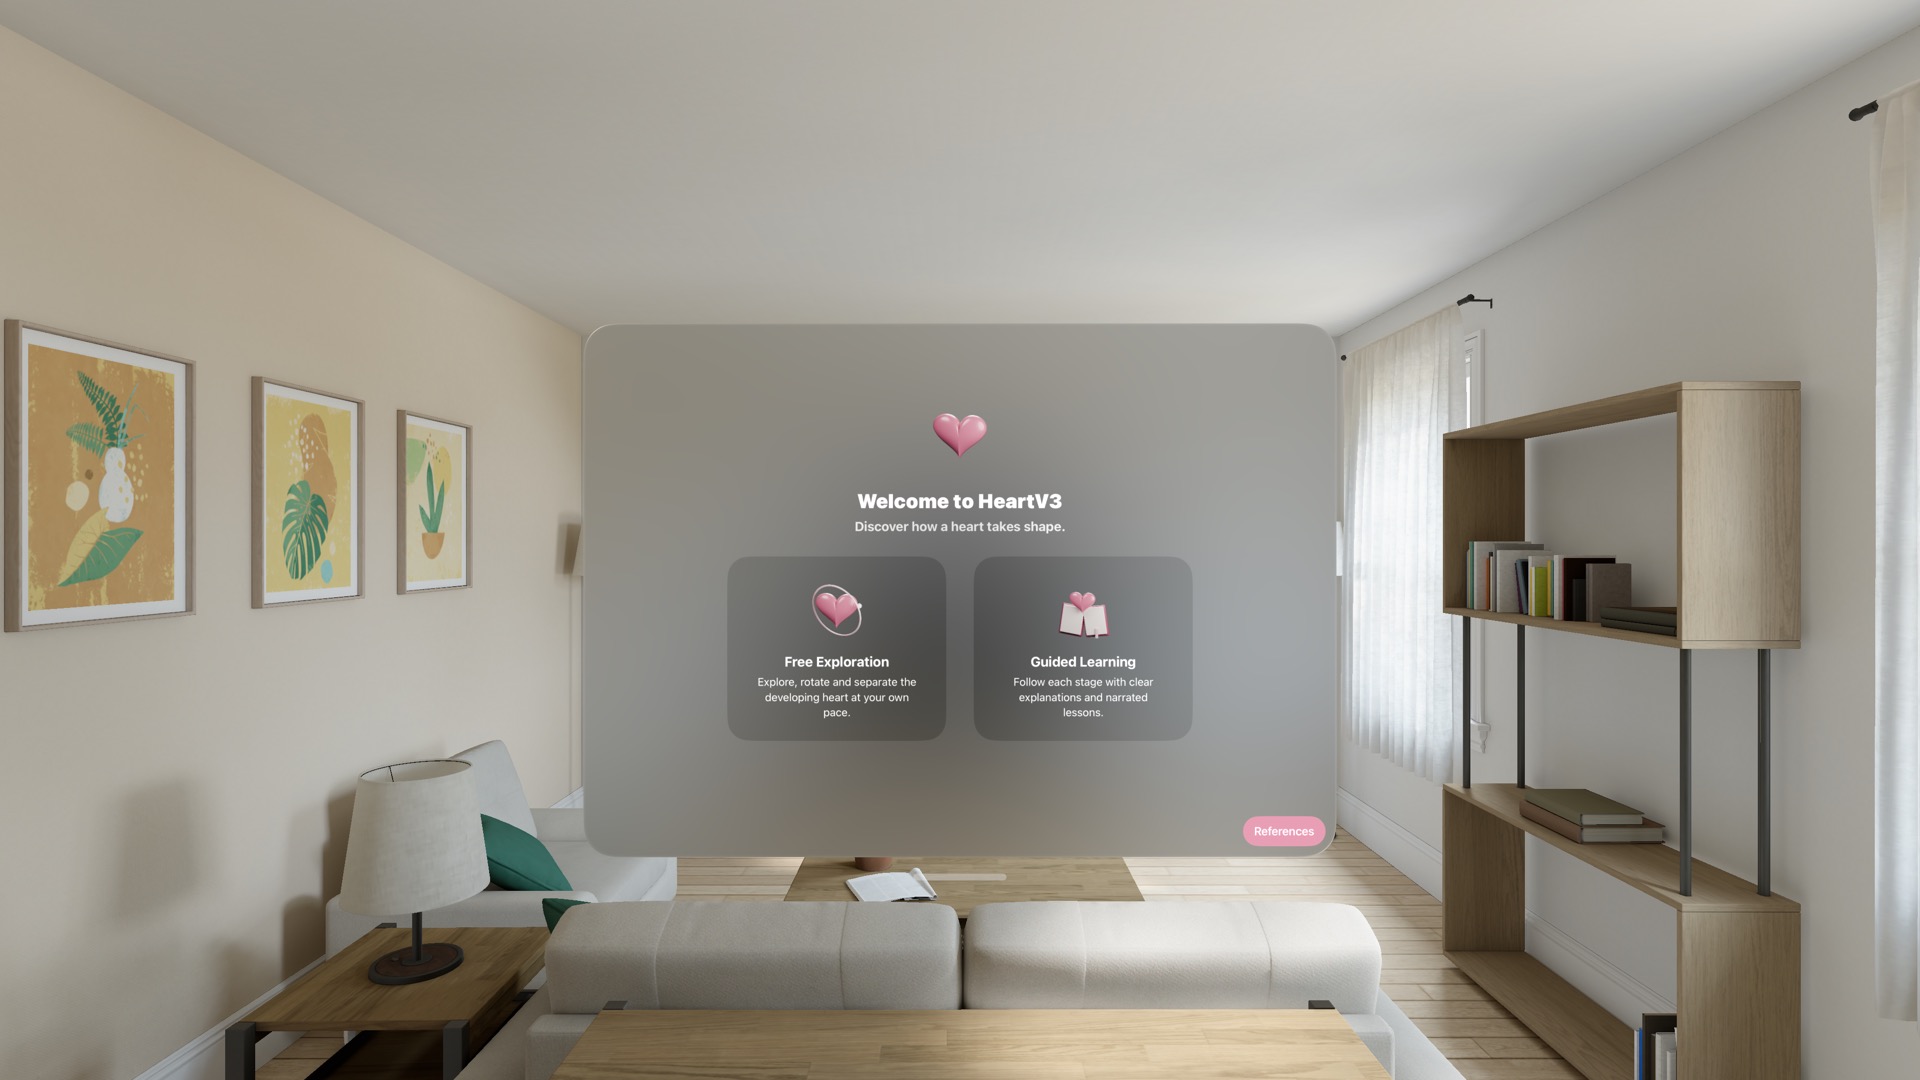 Welcome to HeartV3
Discover how a heart takes shape.
Free Exploration
Explore, rotate and separate the
developing heart at your own
pace.
Guided Learning
Follow each stage with clear
explanations and narrated
lessons.
References